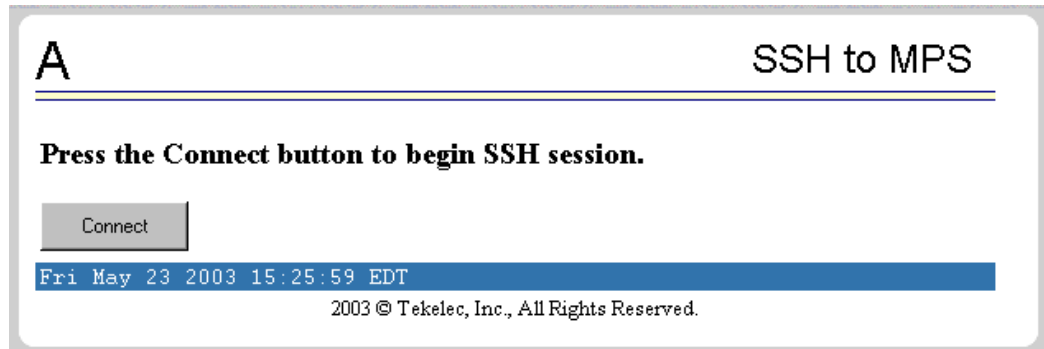 A
SSH to MPS
Press the Connect button to begin SSH session.
Connect
Fri May 23 2003 15:25:59 EDT
2003 © Tekelec, Inc., All Rights Reserved.